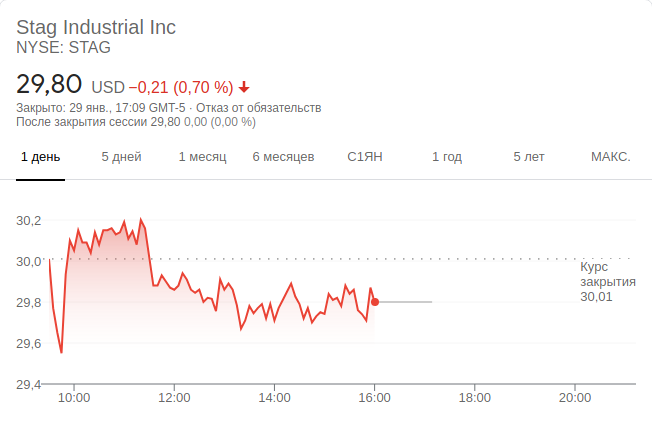 Stag Industrial Inc
NYSE: STAG
29,80 USD −0,21 (0,70 %)
Закрыто: 29 янв., 17:09 GMT-5 · Отказ от обязательств
После закрытия сессии 29,80 0,00 (0,00 %)
1 день 5 дней 1 месяц 6 месяцев С1ЯН 1 год 5 лет МАКС.
30,2
30,0
Курс
закрытия
30,01
29,8
29,6
29,4
10:00 12:00 14:00 16:00 18:00 20:00